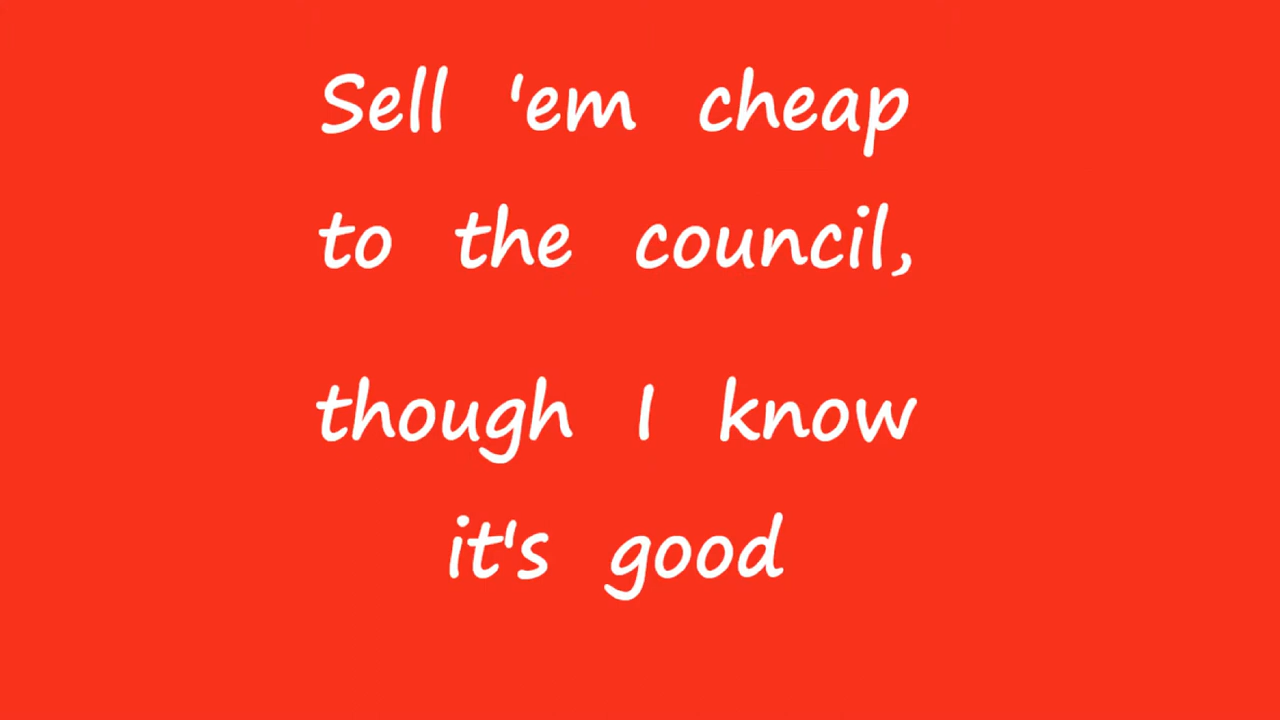 Sell 'em cheap
to the council,
though I know
it's good